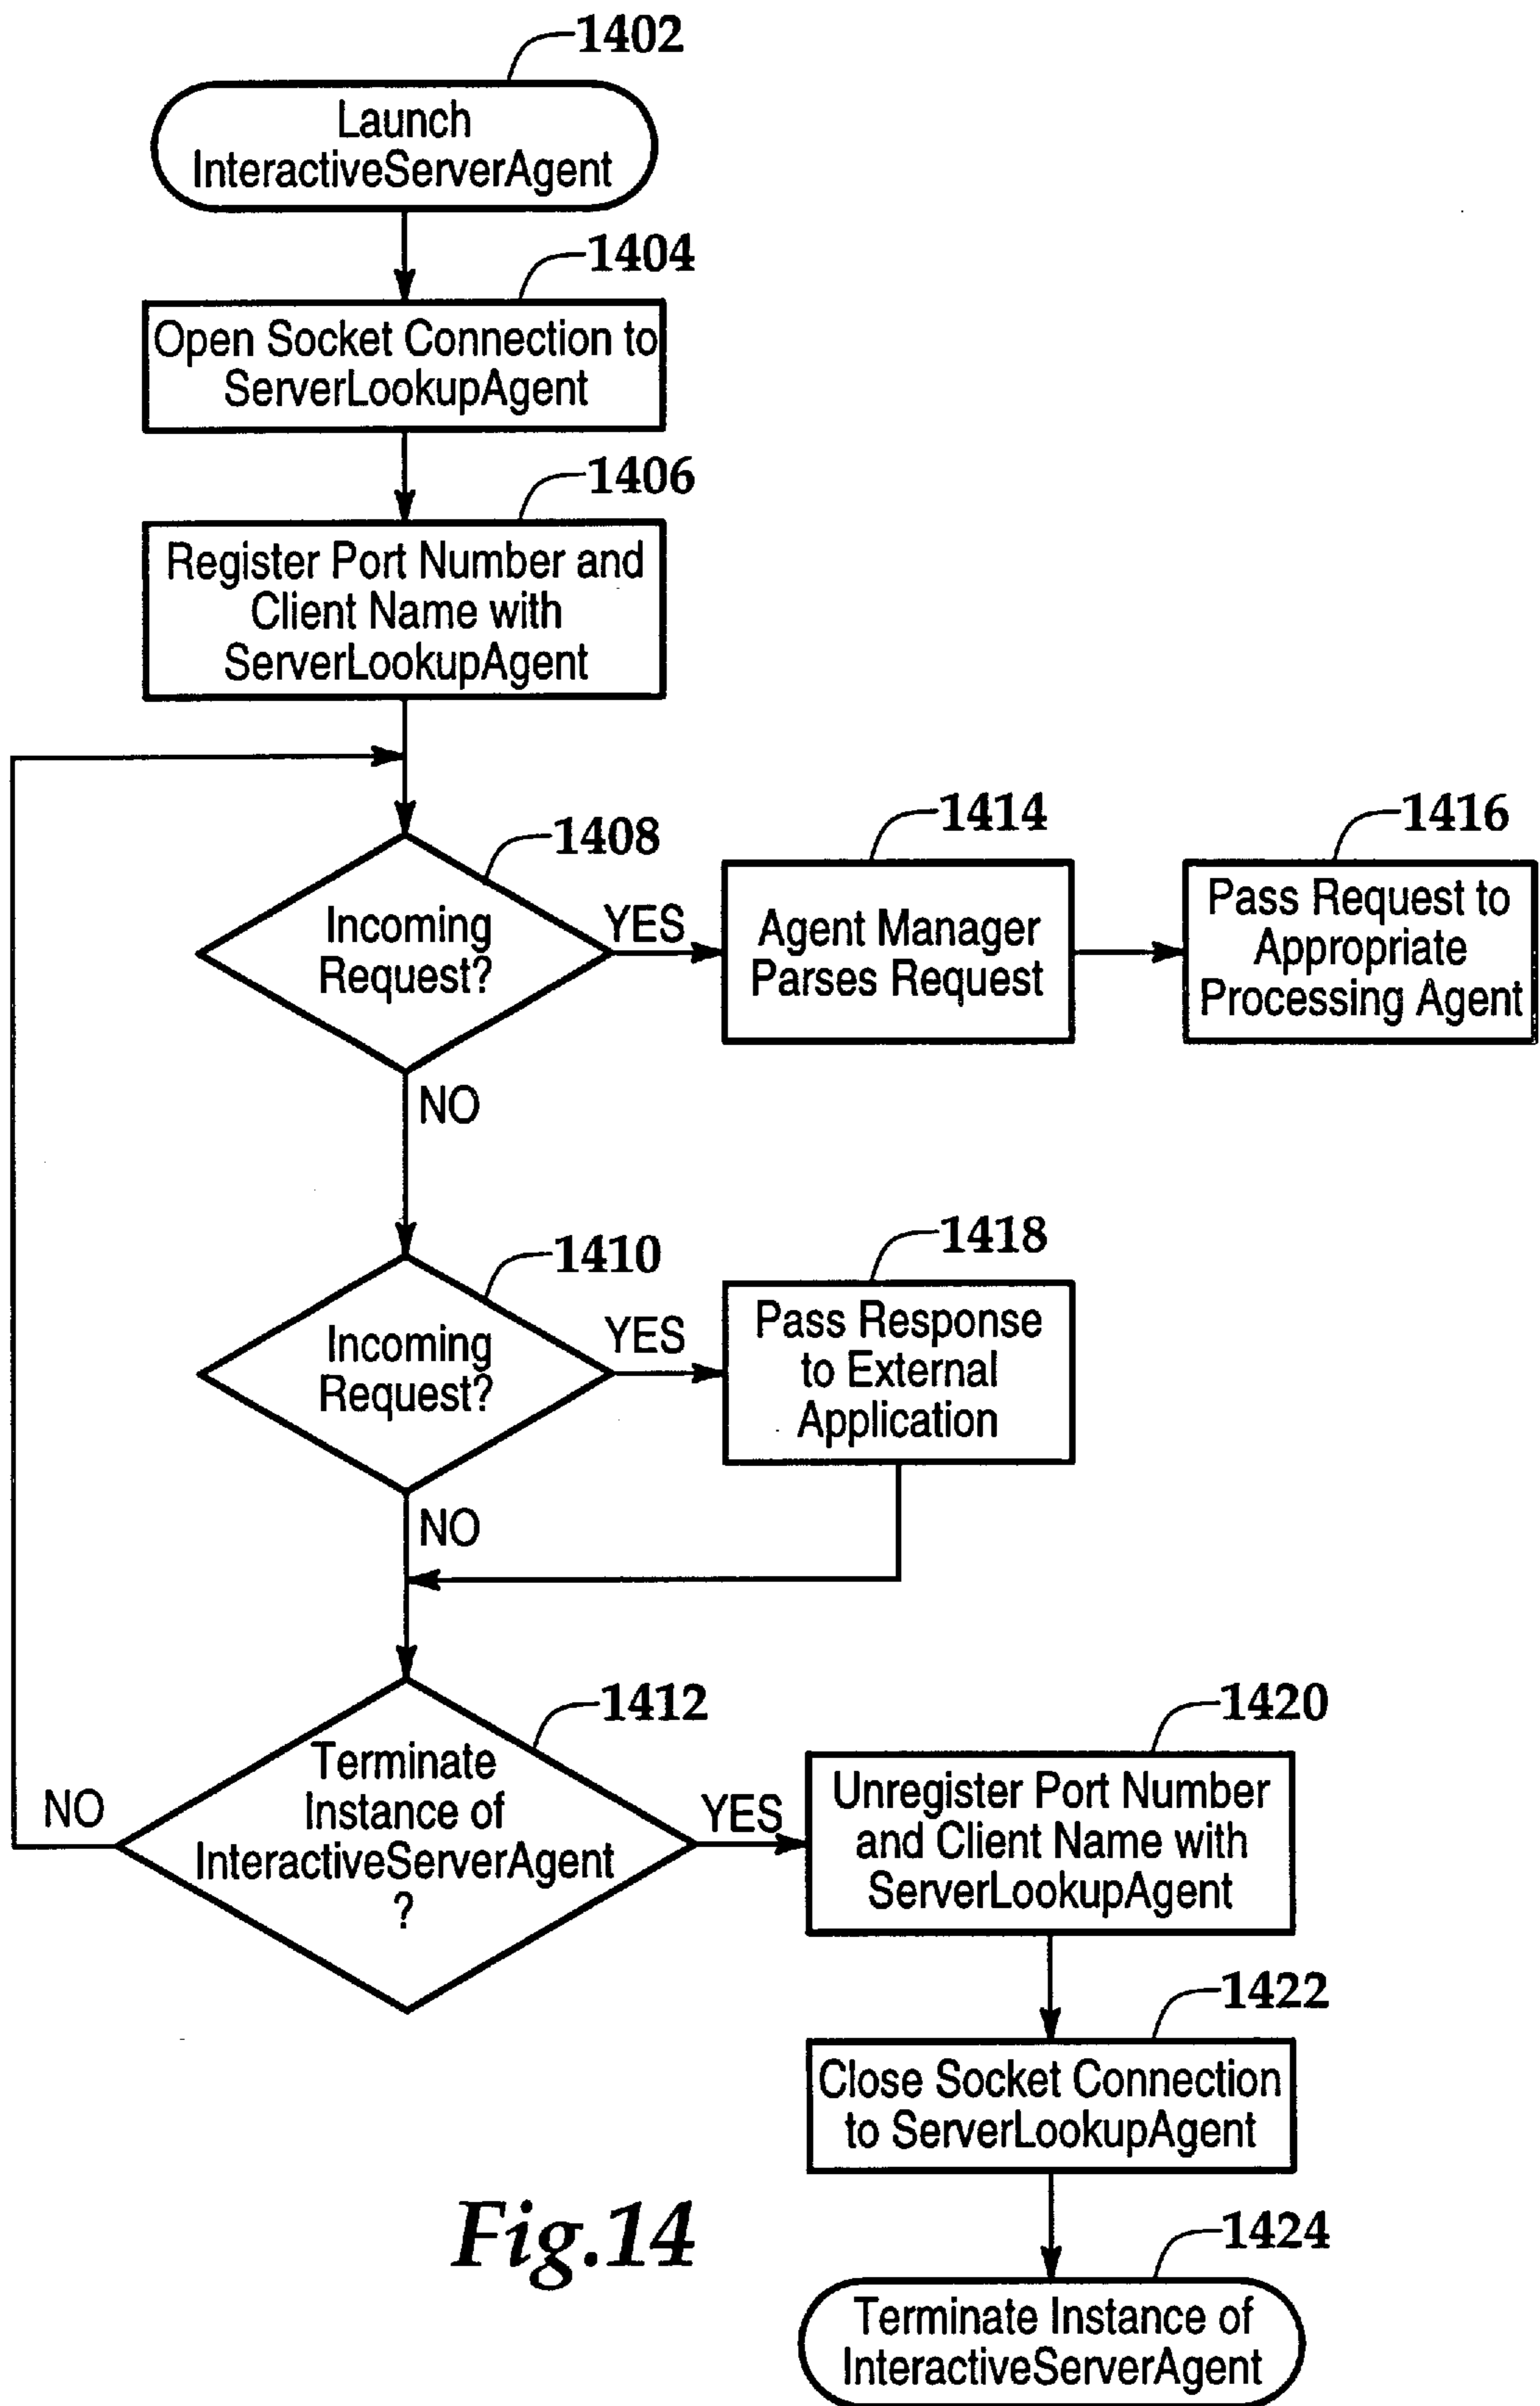 1402
Launch
InteractiveServerAgent
1404
Open Socket Connection to
ServerLookupAgent
1406
Register Port Number and
Client Name with
ServerLookupAgent
1408
Incoming
Request?
YES
NO
1414
Agent Manager
Parses Request
1416
Pass Request to
Appropriate
Processing Agent
1410
Incoming
Request?
YES
NO
1418
Pass Response
to External
Application
1412
Terminate
Instance of
InteractiveServerAgent
?
NO
YES
1420
Unregister Port Number
and Client Name with
ServerLookupAgent
1422
Close Socket Connection
to ServerLookupAgent
1424
Terminate Instance of
InteractiveServerAgent
Fig.14